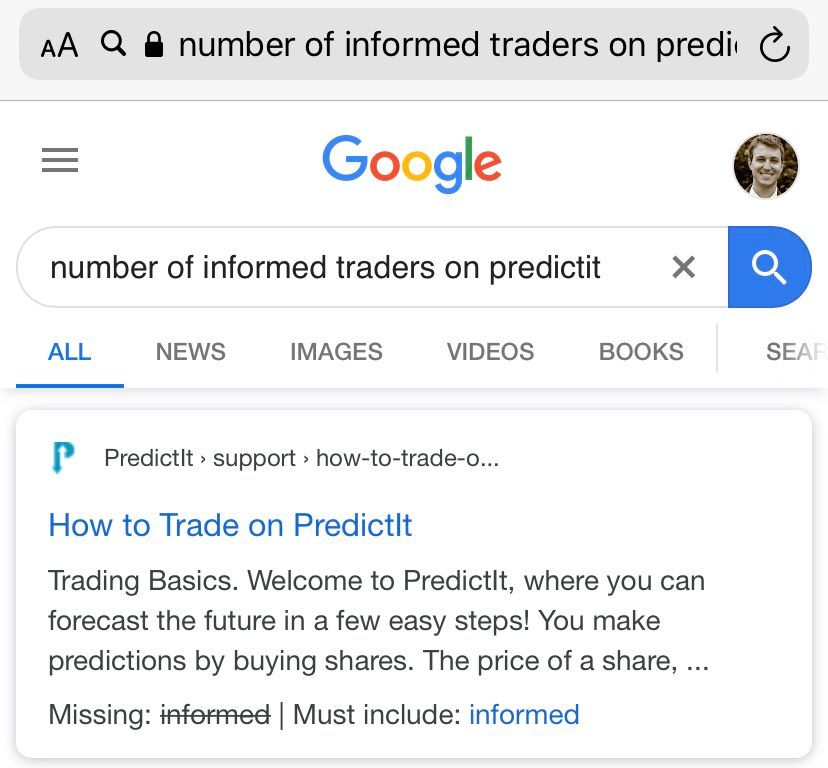 AA number of informed traders on predi
Google
number of informed traders on predictit
ALL NEWS IMAGES VIDEOS BOOKS SEAR
PredictIt › support › how-to-trade-o...
How to Trade on PredictIt
Trading Basics. Welcome to PredictIt, where you can
forecast the future in a few easy steps! You make
predictions by buying shares. The price of a share, ...
Missing: informed | Must include: informed